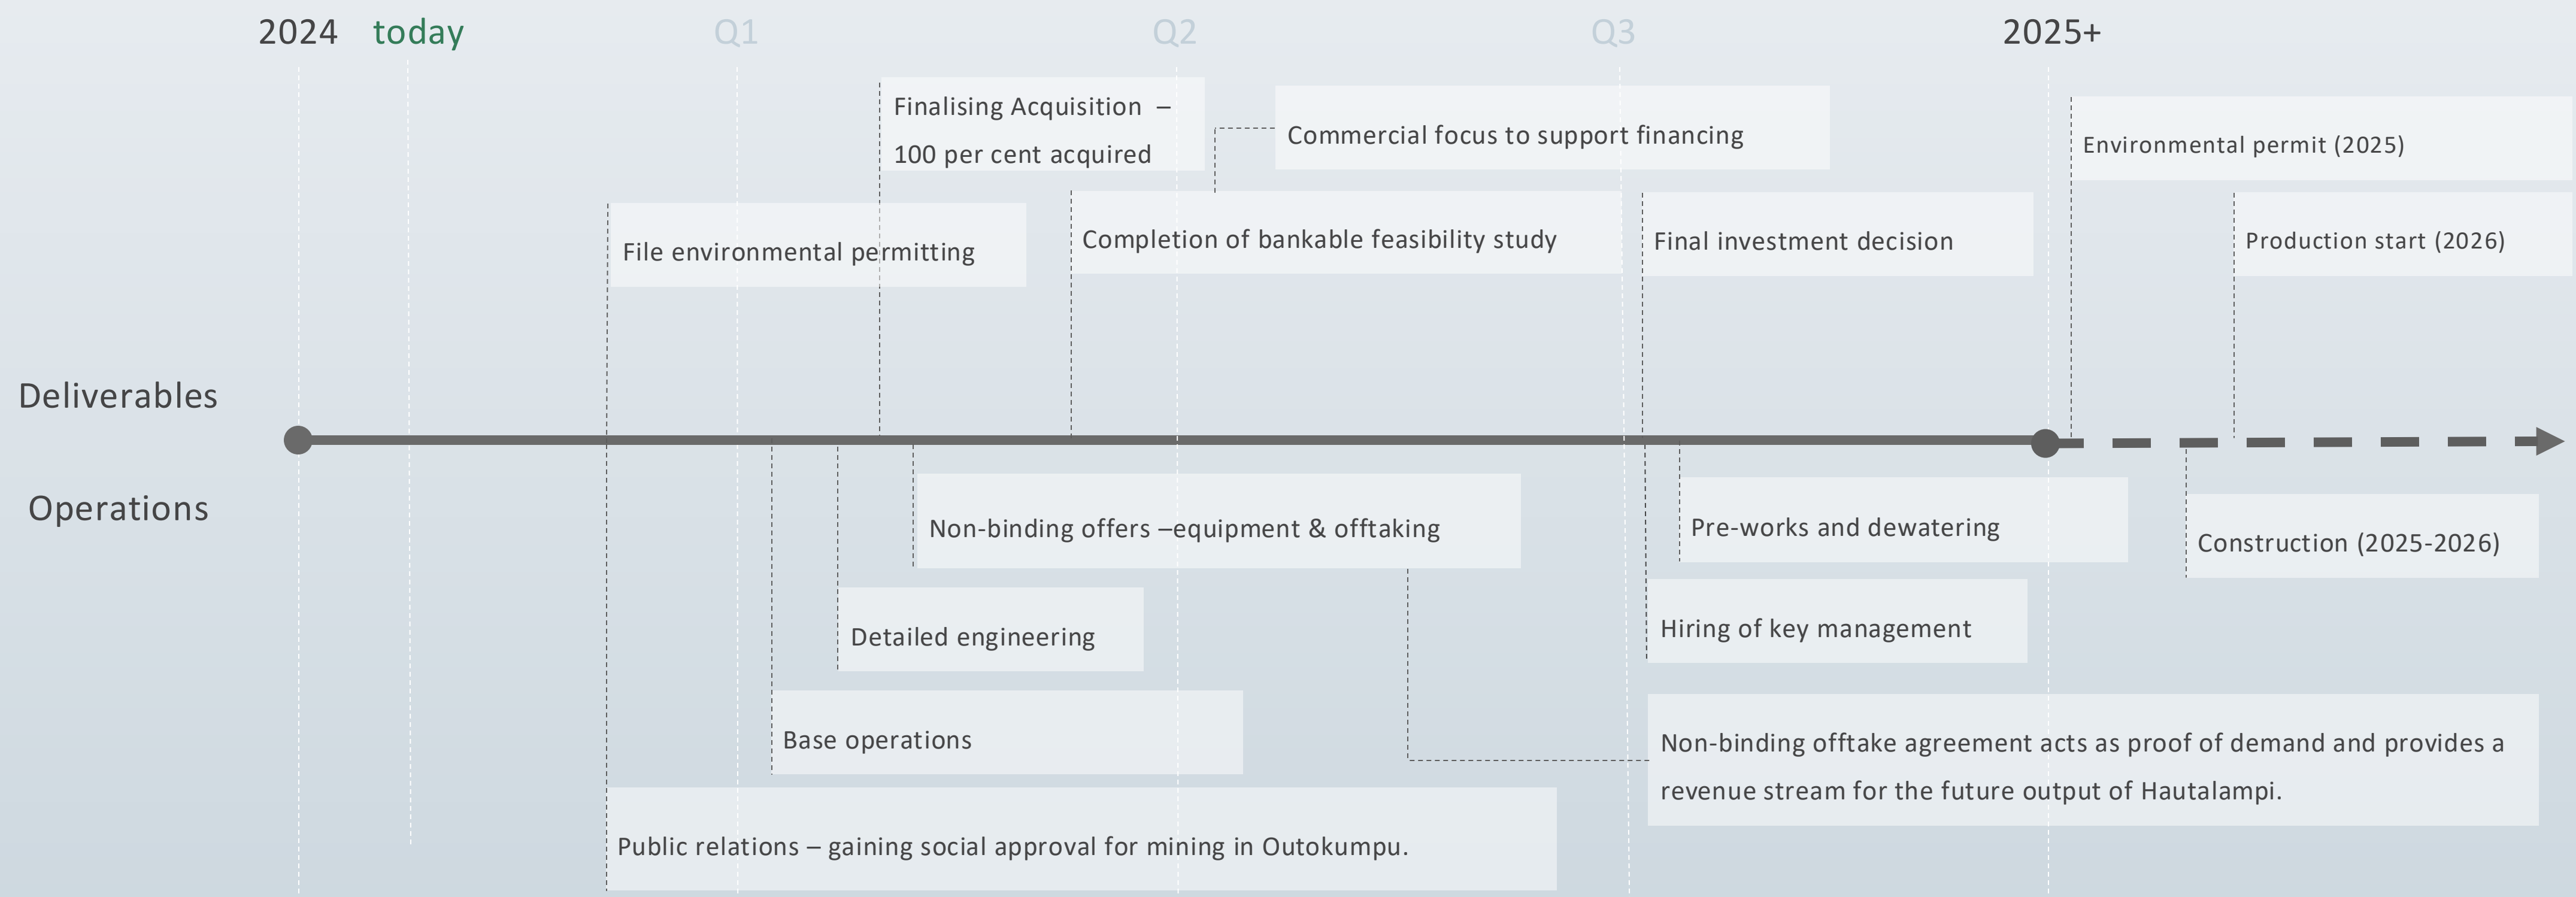 2024 today Q1 Q2 Q3 2025+
Finalising Acquisition –
100 per cent acquired
Commercial focus to support financing
Environmental permit (2025)
File environmental permitting
Completion of bankable feasibility study
Final investment decision
Production start (2026)
Deliverables
Operations
Non-binding offers –equipment & offtaking
Pre-works and dewatering
Construction (2025-2026)
Detailed engineering
Hiring of key management
Base operations
Non-binding offtake agreement acts as proof of demand and provides a
revenue stream for the future output of Hautalampi.
Public relations – gaining social approval for mining in Outokumpu.